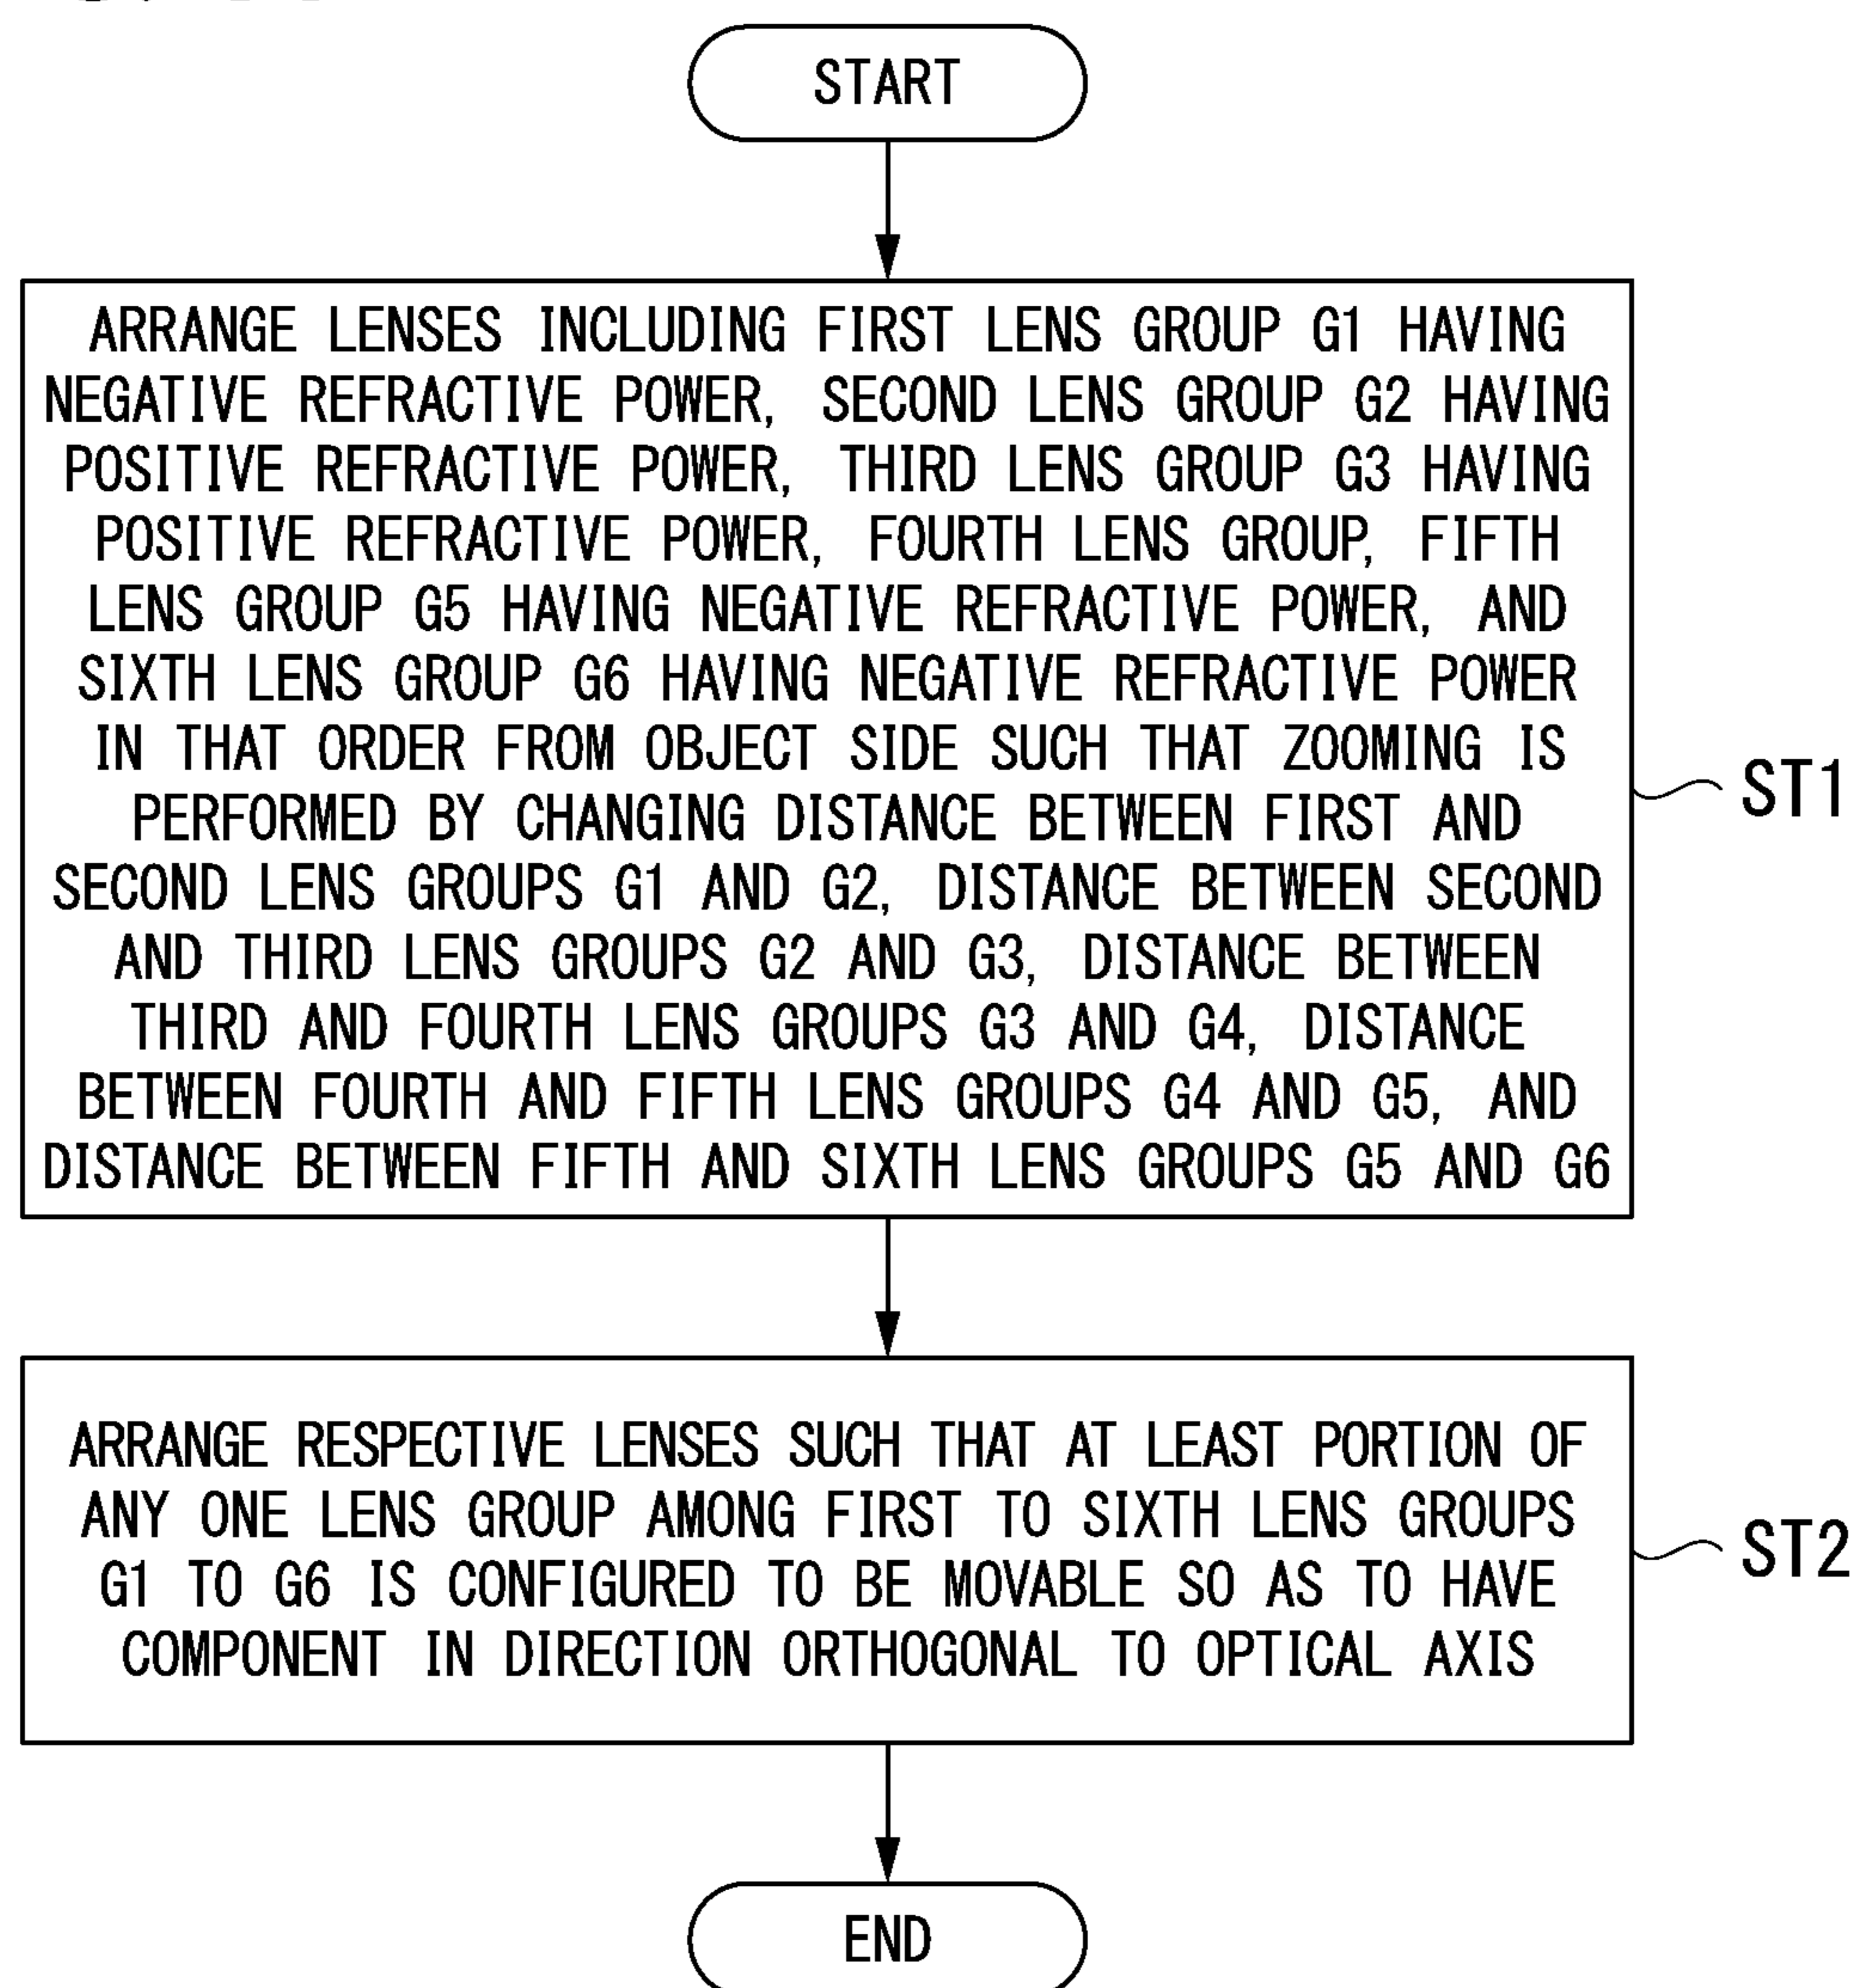 START
ARRANGE LENSES INCLUDING FIRST LENS GROUP G1 HAVING
NEGATIVE REFRACTIVE POWER, SECOND LENS GROUP G2 HAVING
POSITIVE REFRACTIVE POWER, THIRD LENS GROUP G3 HAVING
POSITIVE REFRACTIVE POWER, FOURTH LENS GROUP, FIFTH
LENS GROUP G5 HAVING NEGATIVE REFRACTIVE POWER, AND
SIXTH LENS GROUP G6 HAVING NEGATIVE REFRACTIVE POWER
IN THAT ORDER FROM OBJECT SIDE SUCH THAT ZOOMING IS
PERFORMED BY CHANGING DISTANCE BETWEEN FIRST AND
SECOND LENS GROUPS G1 AND G2, DISTANCE BETWEEN SECOND
AND THIRD LENS GROUPS G2 AND G3, DISTANCE BETWEEN
THIRD AND FOURTH LENS GROUPS G3 AND G4, DISTANCE
BETWEEN FOURTH AND FIFTH LENS GROUPS G4 AND G5, AND
DISTANCE BETWEEN FIFTH AND SIXTH LENS GROUPS G5 AND G6
ST1
ARRANGE RESPECTIVE LENSES SUCH THAT AT LEAST PORTION OF
ANY ONE LENS GROUP AMONG FIRST TO SIXTH LENS GROUPS
G1 TO G6 IS CONFIGURED TO BE MOVABLE SO AS TO HAVE
COMPONENT IN DIRECTION ORTHOGONAL TO OPTICAL AXIS
ST2
END